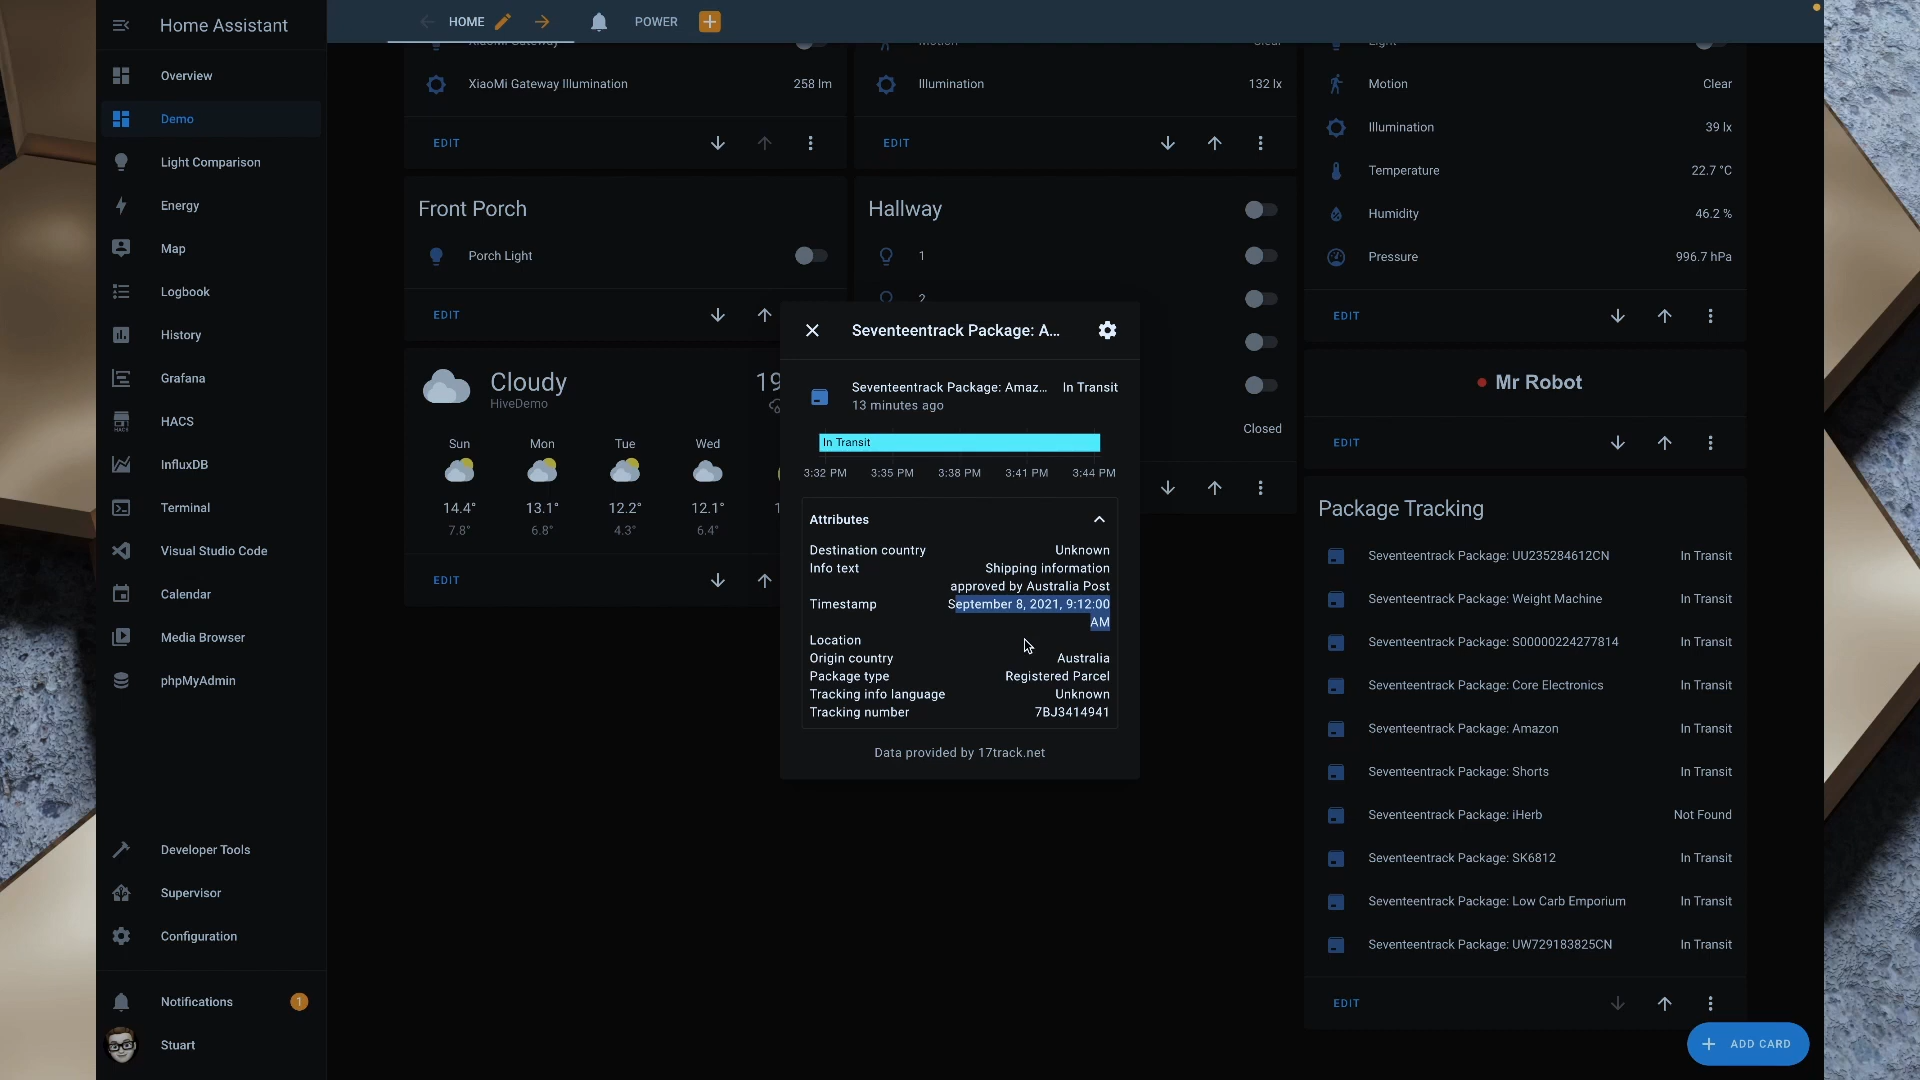 Home Assistant
HOME
POWER
Overview
Demo
Light Comparison
Energy
Map
Logbook
History
Grafana
HACS
InfluxDB
Terminal
Visual Studio Code
Calendar
Media Browser
phpMyAdmin
Developer Tools
Supervisor
Configuration
Notifications 1
Stuart
XiaoMi Gateway
XiaoMi Gateway Illumination 258 lm
EDIT
Front Porch
Porch Light
EDIT
Cloudy
HiveDemo
19
Sun Mon Tue Wed
14.4° 13.1° 12.2° 12.1° 1
7.8° 6.8° 4.3° 6.4°
EDIT
Motion Clear
Illumination 132 lx
EDIT
Hallway
1
2
Closed
Seventeentrack Package: A...
Seventeentrack Package: Amaz... In Transit
13 minutes ago
In Transit
3:32 PM 3:35 PM 3:38 PM 3:41 PM 3:44 PM
Attributes
Destination country Unknown
Info text Shipping information
approved by Australia Post
Timestamp September 8, 2021, 9:12:00
AM
Location
Origin country Australia
Package type Registered Parcel
Tracking info language Unknown
Tracking number 7BJ3414941
Data provided by 17track.net
Light
Motion Clear
Illumination 39 lx
Temperature 22.7 °C
Humidity 46.2 %
Pressure 996.7 hPa
EDIT
Mr Robot
EDIT
Package Tracking
Seventeentrack Package: UU235284612CN In Transit
Seventeentrack Package: Weight Machine In Transit
Seventeentrack Package: S00000224277814 In Transit
Seventeentrack Package: Core Electronics In Transit
Seventeentrack Package: Amazon In Transit
Seventeentrack Package: Shorts In Transit
Seventeentrack Package: iHerb Not Found
Seventeentrack Package: SK6812 In Transit
Seventeentrack Package: Low Carb Emporium In Transit
Seventeentrack Package: UW729183825CN In Transit
EDIT
ADD CARD